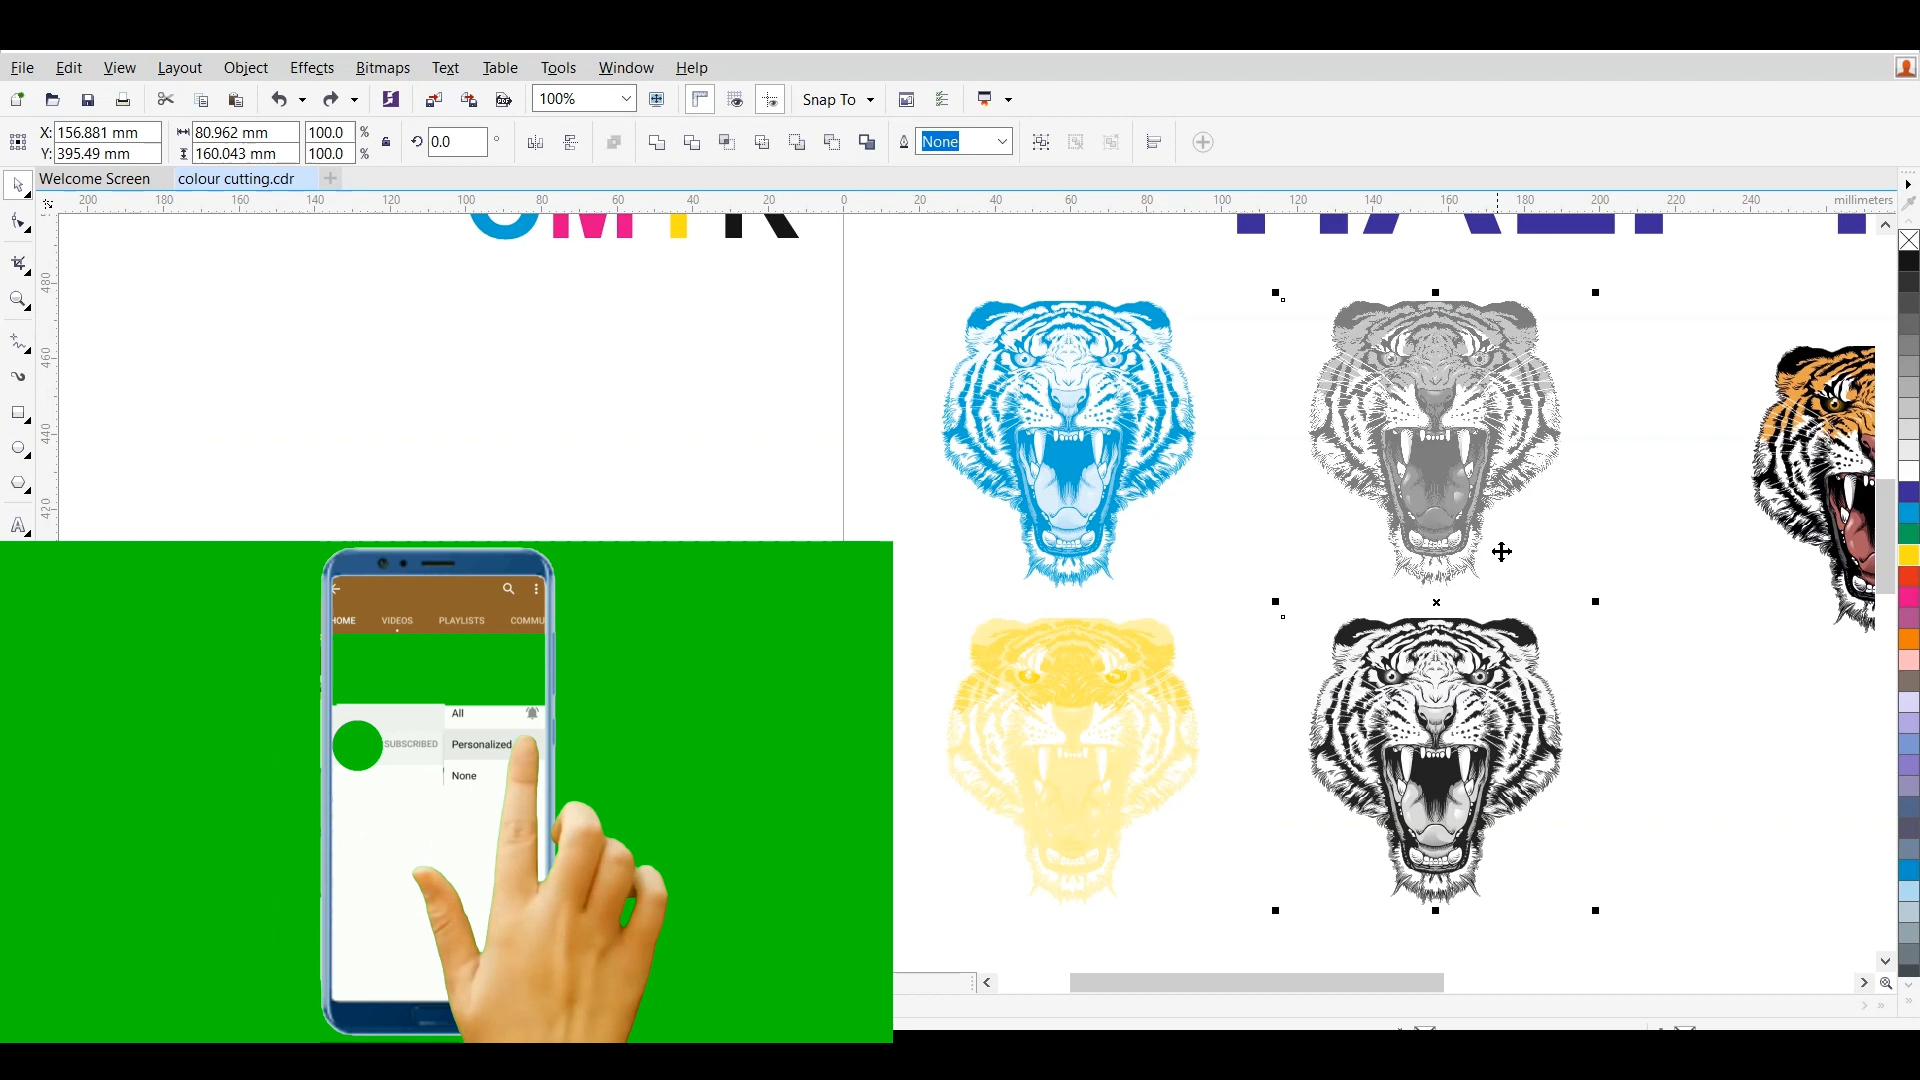 File Edit View Layout Object Effects Bitmaps Text Table Tools Window Help
100% Snap To
X: 156.881 mm 80.962 mm 100.0 % 0.0 ° None
Y: 395.49 mm 160.043 mm 100.0 %
Welcome Screen colour cutting.cdr
200 180 160 140 120 100 80 60 40 20 0 20 40 60 80 100 120 140 160 180 200 220 240 millimeters
480
460
440
420
HOME VIDEOS PLAYLISTS COMMU
All
SUBSCRIBED Personalized
None